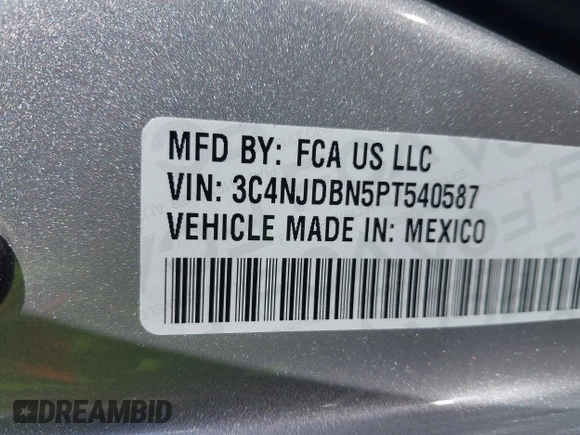 MFD BY: FCA US LLC
VIN: 3C4NJDBN5PT540587
VEHICLE MADE IN: MEXICO
DREAMBID